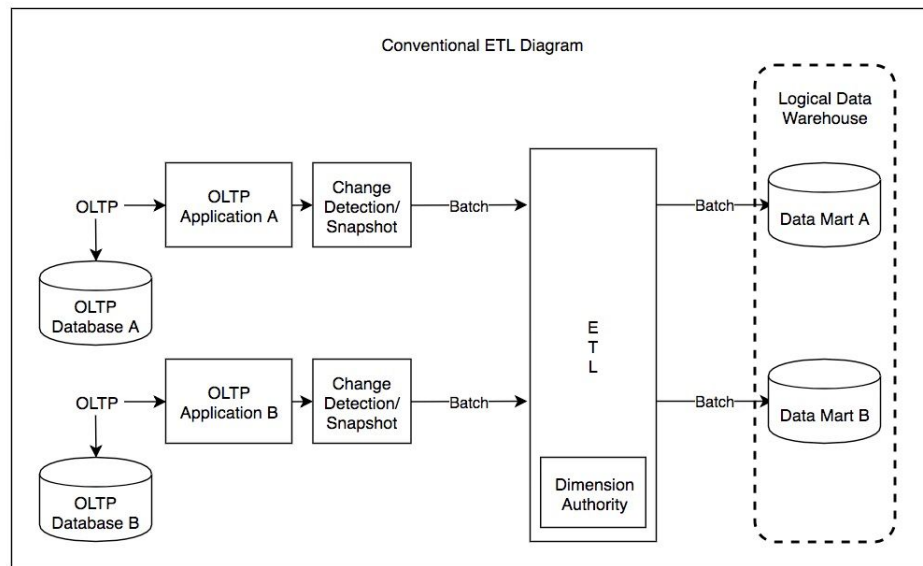 Conventional ETL Diagram
Logical Data
Warehouse
OLTP
OLTP
Application A
Change
Detection/
Snapshot
Batch
Batch
Data Mart A
OLTP
Database A
E
T
L
OLTP
OLTP
Application B
Change
Detection/
Snapshot
Batch
Batch
Data Mart B
OLTP
Database B
Dimension
Authority